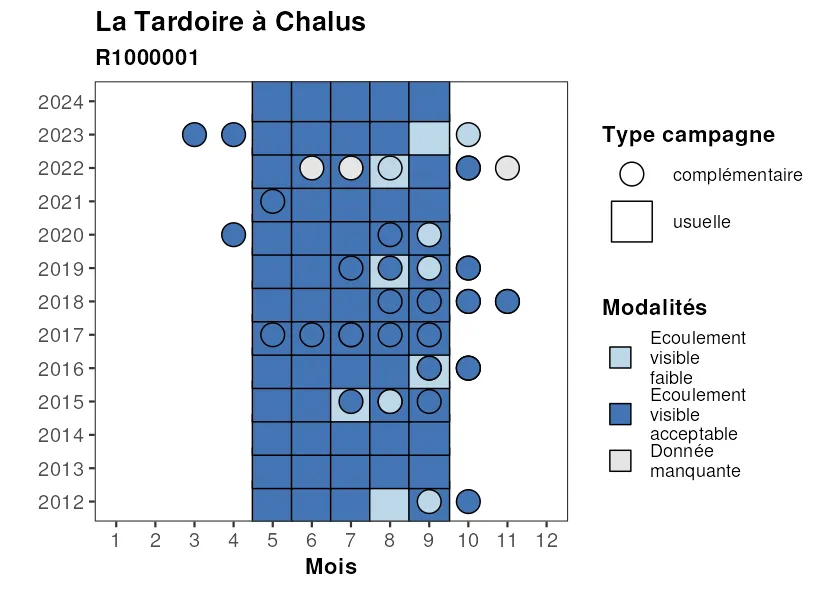 La Tardoire à Chalus
R1000001
2024
2023
2022
2021
2020
2019
2018
2017
2016
2015
2014
2013
2012
1 2 3 4 5 6 7 8 9 10 11 12
Mois
Type campagne
complémentaire
usuelle
Modalités
Ecoulement
visible
faible
Ecoulement
visible
acceptable
Donnée
manquante